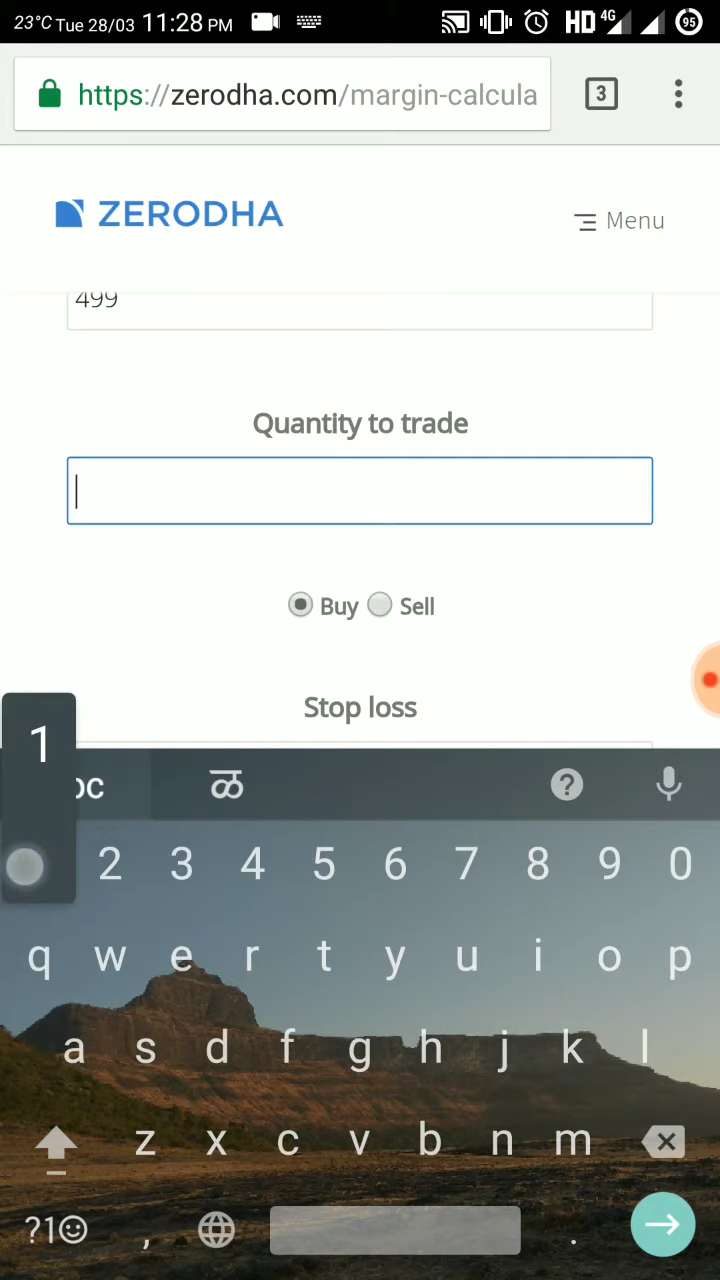 23°C Tue 28/03 11:28 PM HD 4G 95
https://zerodha.com/margin-calcula 3
ZERODHA Menu
499
Quantity to trade
Buy Sell
Stop loss
1
ळ ?
2 3 4 5 6 7 8 9 0
q w e r t y u i o p
a s d f g h j k l
z x c v b n m
?1☺ , .